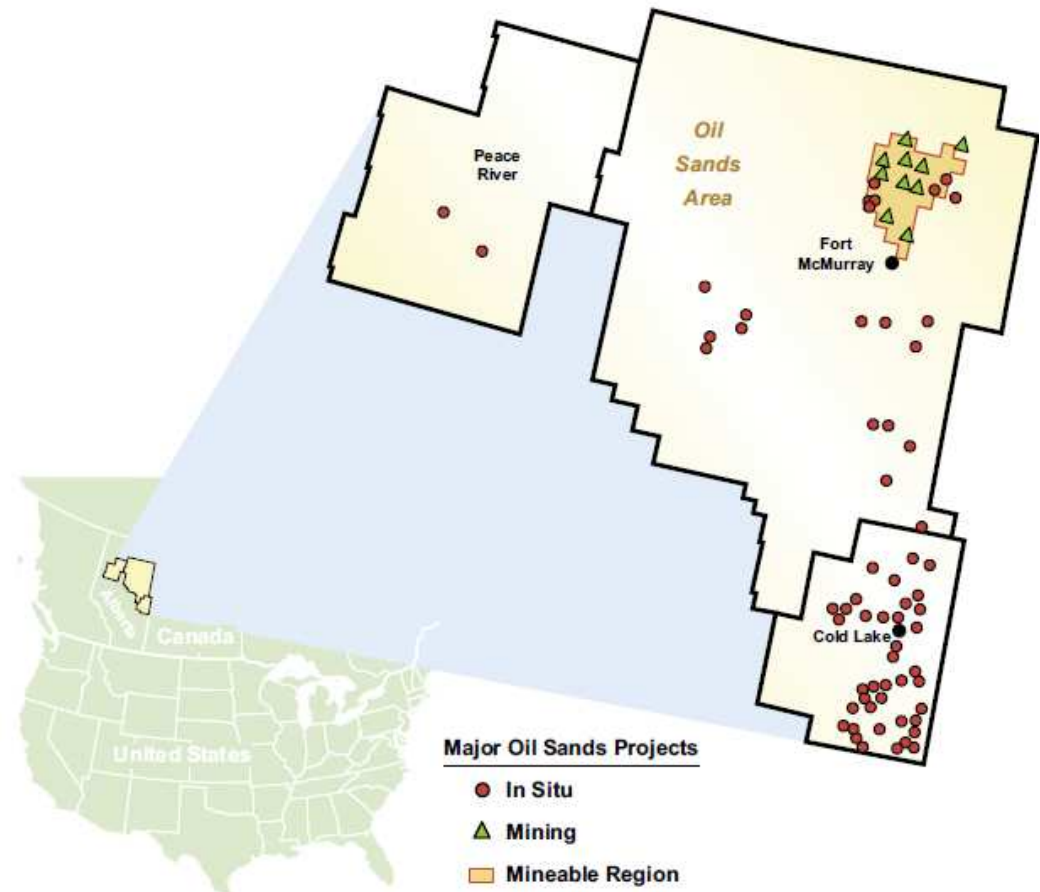 Oil
Sands
Area
Peace
River
Fort
McMurray
Cold Lake
Alberta
Canada
United States
Major Oil Sands Projects
In Situ
Mining
Mineable Region